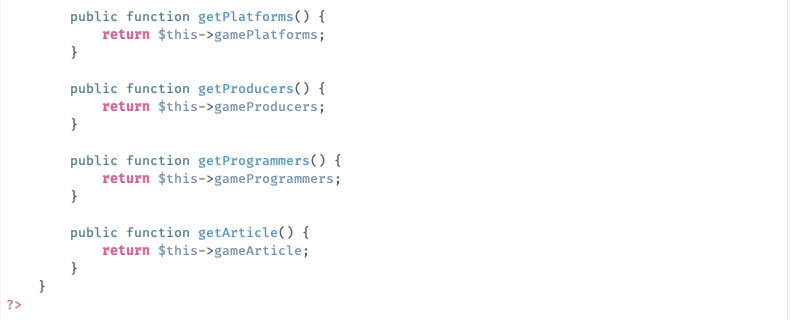 public function getPlatforms() {
return $this->gamePlatforms;
}
public function getProducers() {
return $this->gameProducers;
}
public function getProgrammers() {
return $this->gameProgrammers;
}
public function getArticle() {
return $this->gameArticle;
}
}
?>